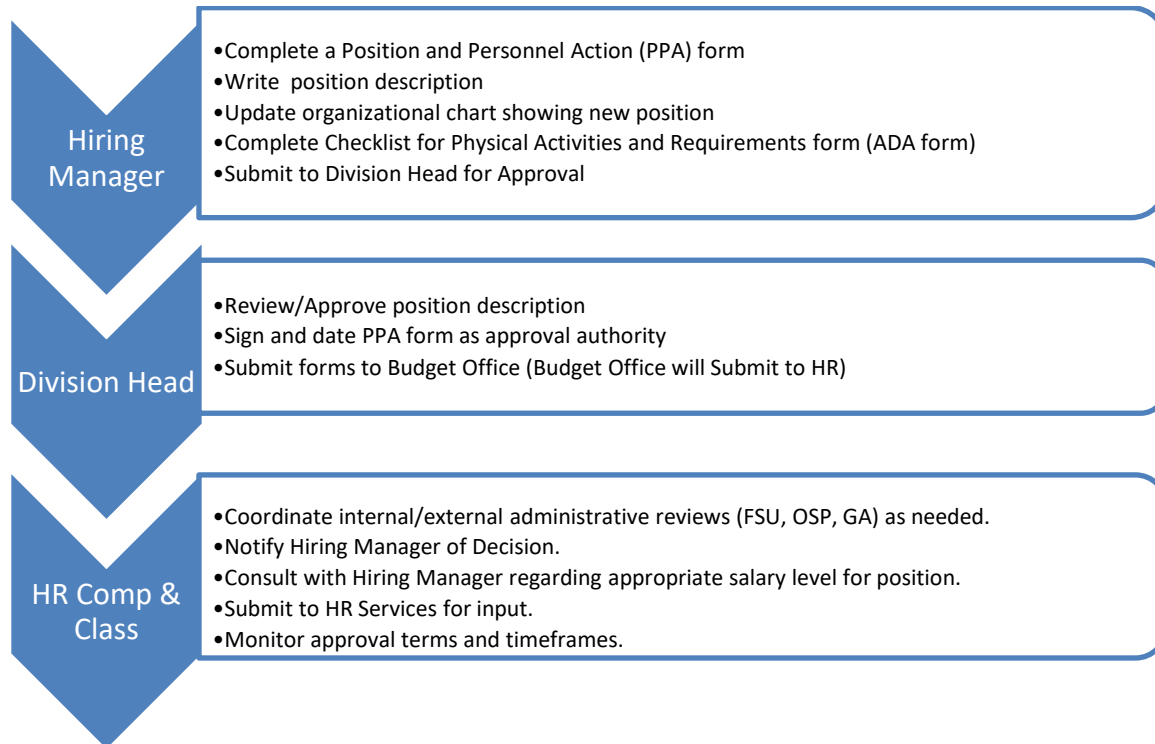 Hiring
Manager
•Complete a Position and Personnel Action (PPA) form
•Write  position description
•Update organizational chart showing new position
•Complete Checklist for Physical Activities and Requirements form (ADA form)
•Submit to Division Head for Approval
Division Head
•Review/Approve position description
•Sign and date PPA form as approval authority
•Submit forms to Budget Office (Budget Office will Submit to HR)
HR Comp &
Class
•Coordinate internal/external administrative reviews (FSU, OSP, GA) as needed.
•Notify Hiring Manager of Decision.
•Consult with Hiring Manager regarding appropriate salary level for position.
•Submit to HR Services for input.
•Monitor approval terms and timeframes.